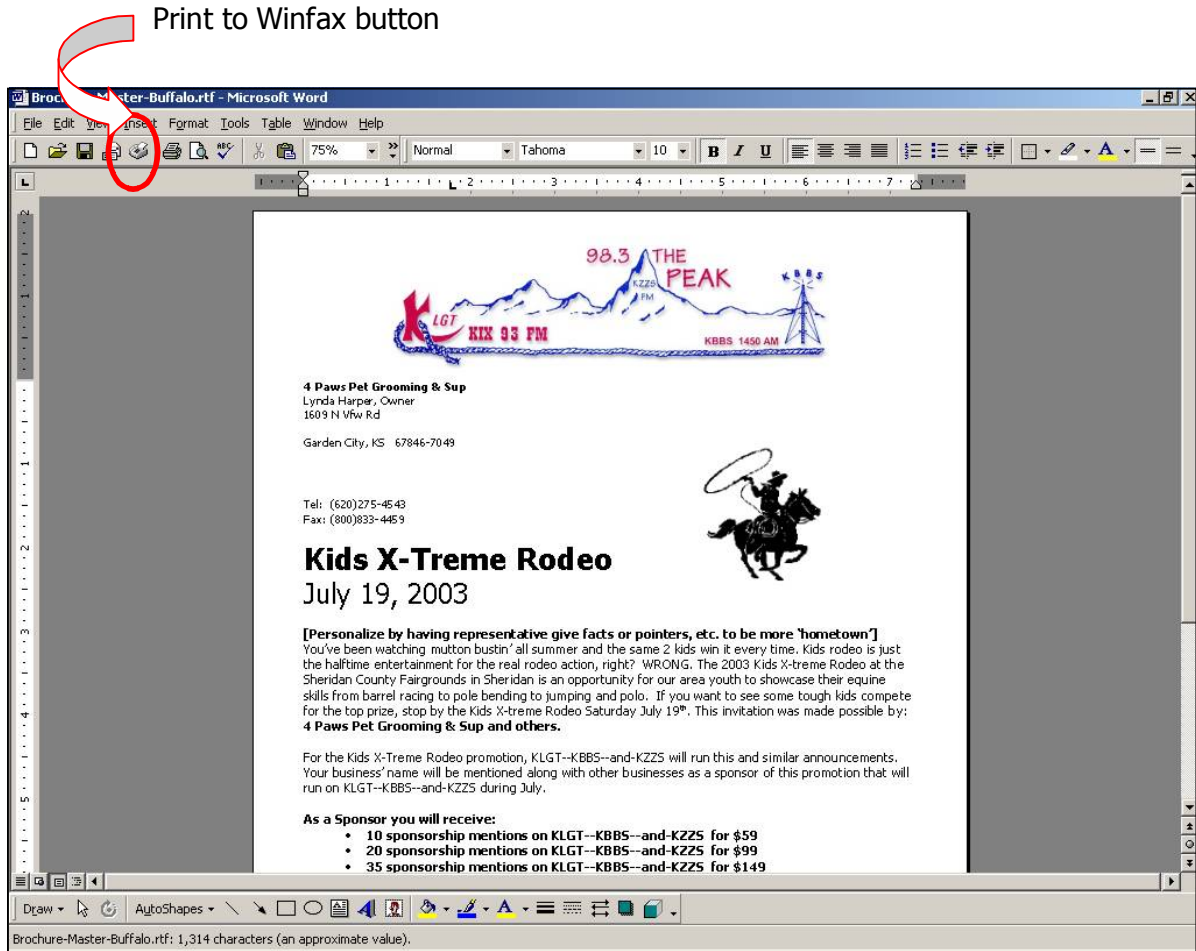 Print to Winfax button
Brochure-Master-Buffalo.rtf - Microsoft Word
File Edit View Insert Format Tools Table Window Help
75% Normal Tahoma 10 B I U A
1 2 3 4 5 6 7
98.3 THE PEAK
KZZS FM
KBBS
KLGT
KIX 93 FM
KBBS 1450 AM
4 Paws Pet Grooming & Sup
Lynda Harper, Owner
1609 N Vfw Rd
Garden City, KS 67846-7049
Tel: (620)275-4543
Fax: (800)833-4459
Kids X-Treme Rodeo
July 19, 2003
[Personalize by having representative give facts or pointers, etc. to be more 'hometown']
You've been watching mutton bustin' all summer and the same 2 kids win it every time. Kids rodeo is just
the halftime entertainment for the real rodeo action, right? WRONG. The 2003 Kids X-treme Rodeo at the
Sheridan County Fairgrounds in Sheridan is an opportunity for our area youth to showcase their equine
skills from barrel racing to pole bending to jumping and polo. If you want to see some tough kids compete
for the top prize, stop by the Kids X-treme Rodeo Saturday July 19th. This invitation was made possible by:
4 Paws Pet Grooming & Sup and others.
For the Kids X-Treme Rodeo promotion, KLGT--KBBS--and-KZZS will run this and similar announcements.
Your business' name will be mentioned along with other businesses as a sponsor of this promotion that will
run on KLGT--KBBS--and-KZZS during July.
As a Sponsor you will receive:
• 10 sponsorship mentions on KLGT--KBBS--and-KZZS for $59
• 20 sponsorship mentions on KLGT--KBBS--and-KZZS for $99
• 35 sponsorship mentions on KLGT--KBBS--and-KZZS for $149
Draw AutoShapes A
Brochure-Master-Buffalo.rtf: 1,314 characters (an approximate value).